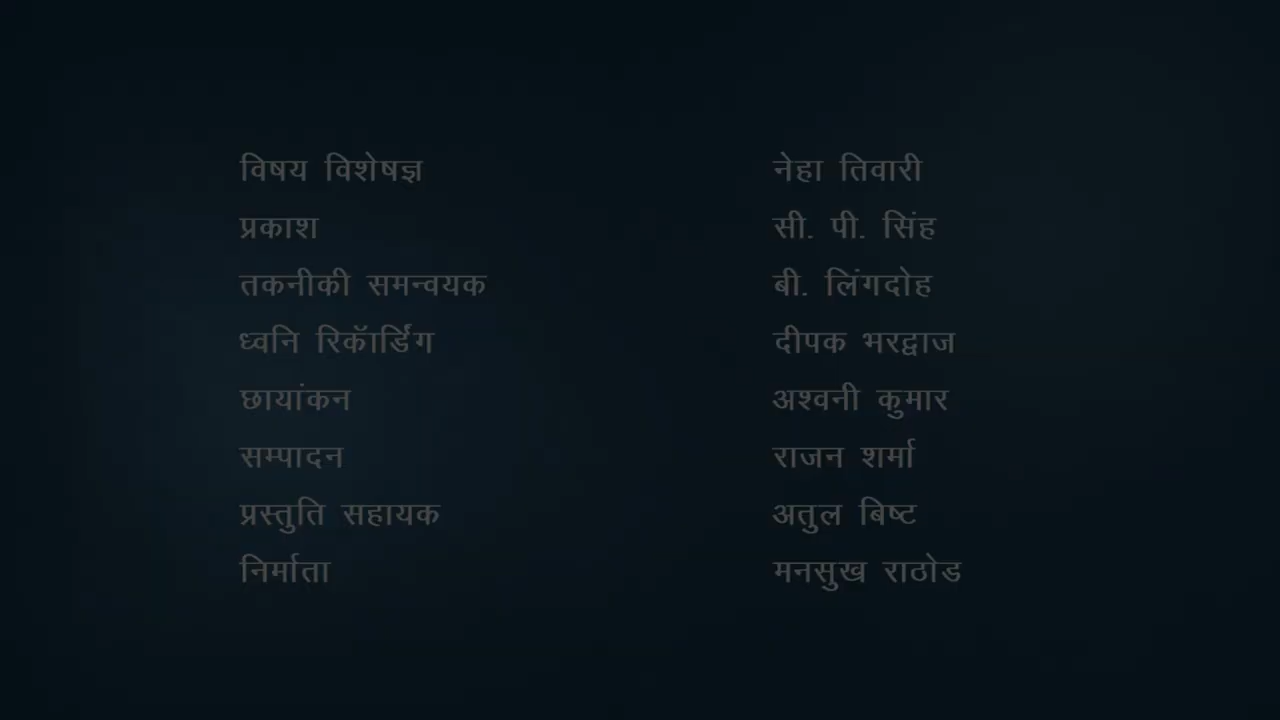 विषय विशेषज्ञ नेहा तिवारी
प्रकाश सी. पी. सिंह
तकनीकी समन्वयक बी. लिंगदोह
ध्वनि रिकॉर्डिंग दीपक भरद्वाज
छायांकन अश्वनी कुमार
सम्पादन राजन शर्मा
प्रस्तुति सहायक अतुल बिष्ट
निर्माता मनसुख राठोड